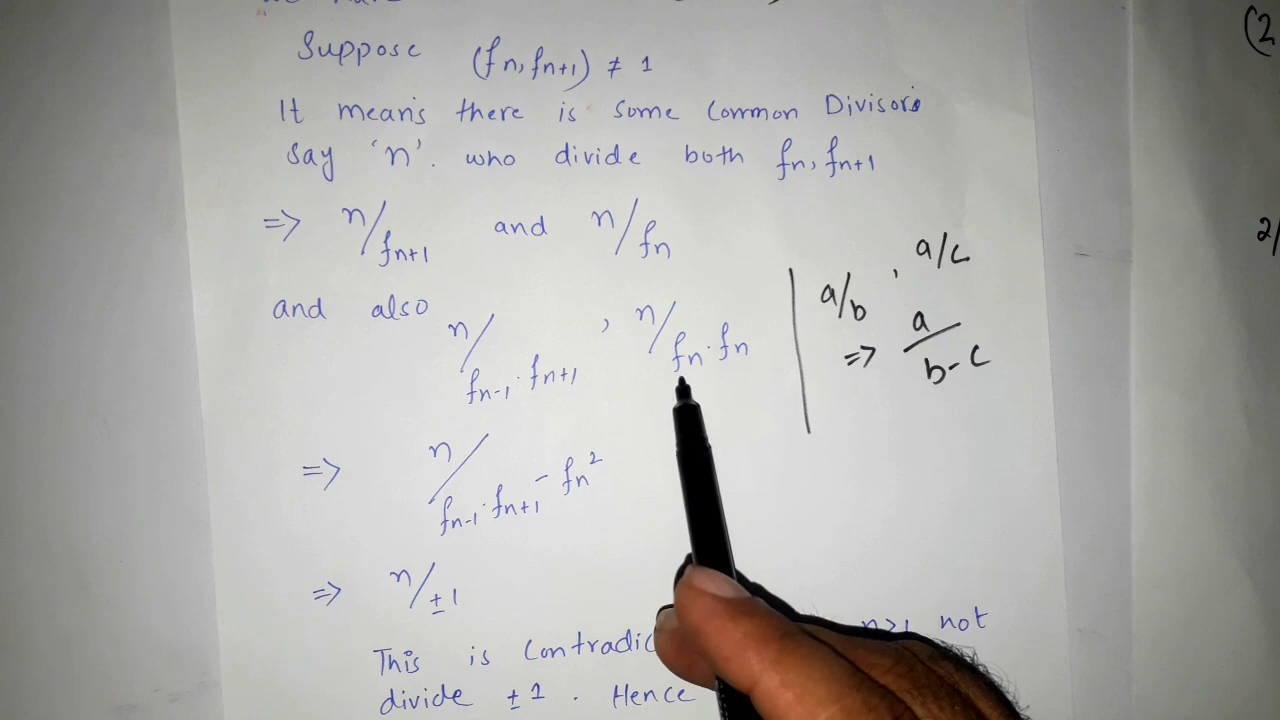 Suppose (fn, fn+1) ≠ 1
It means there is some Common Divisors
Say 'n'. who divide both fn, fn+1
=> n/fn+1 and n/fn
and also n/fn-1·fn+1 , n/fn·fn
a/b , a/c
=> a/b-c
=> n/fn-1·fn+1 - fn²
=> n/±1
This is n>1 not
divide ±1. Hence
(2
2/